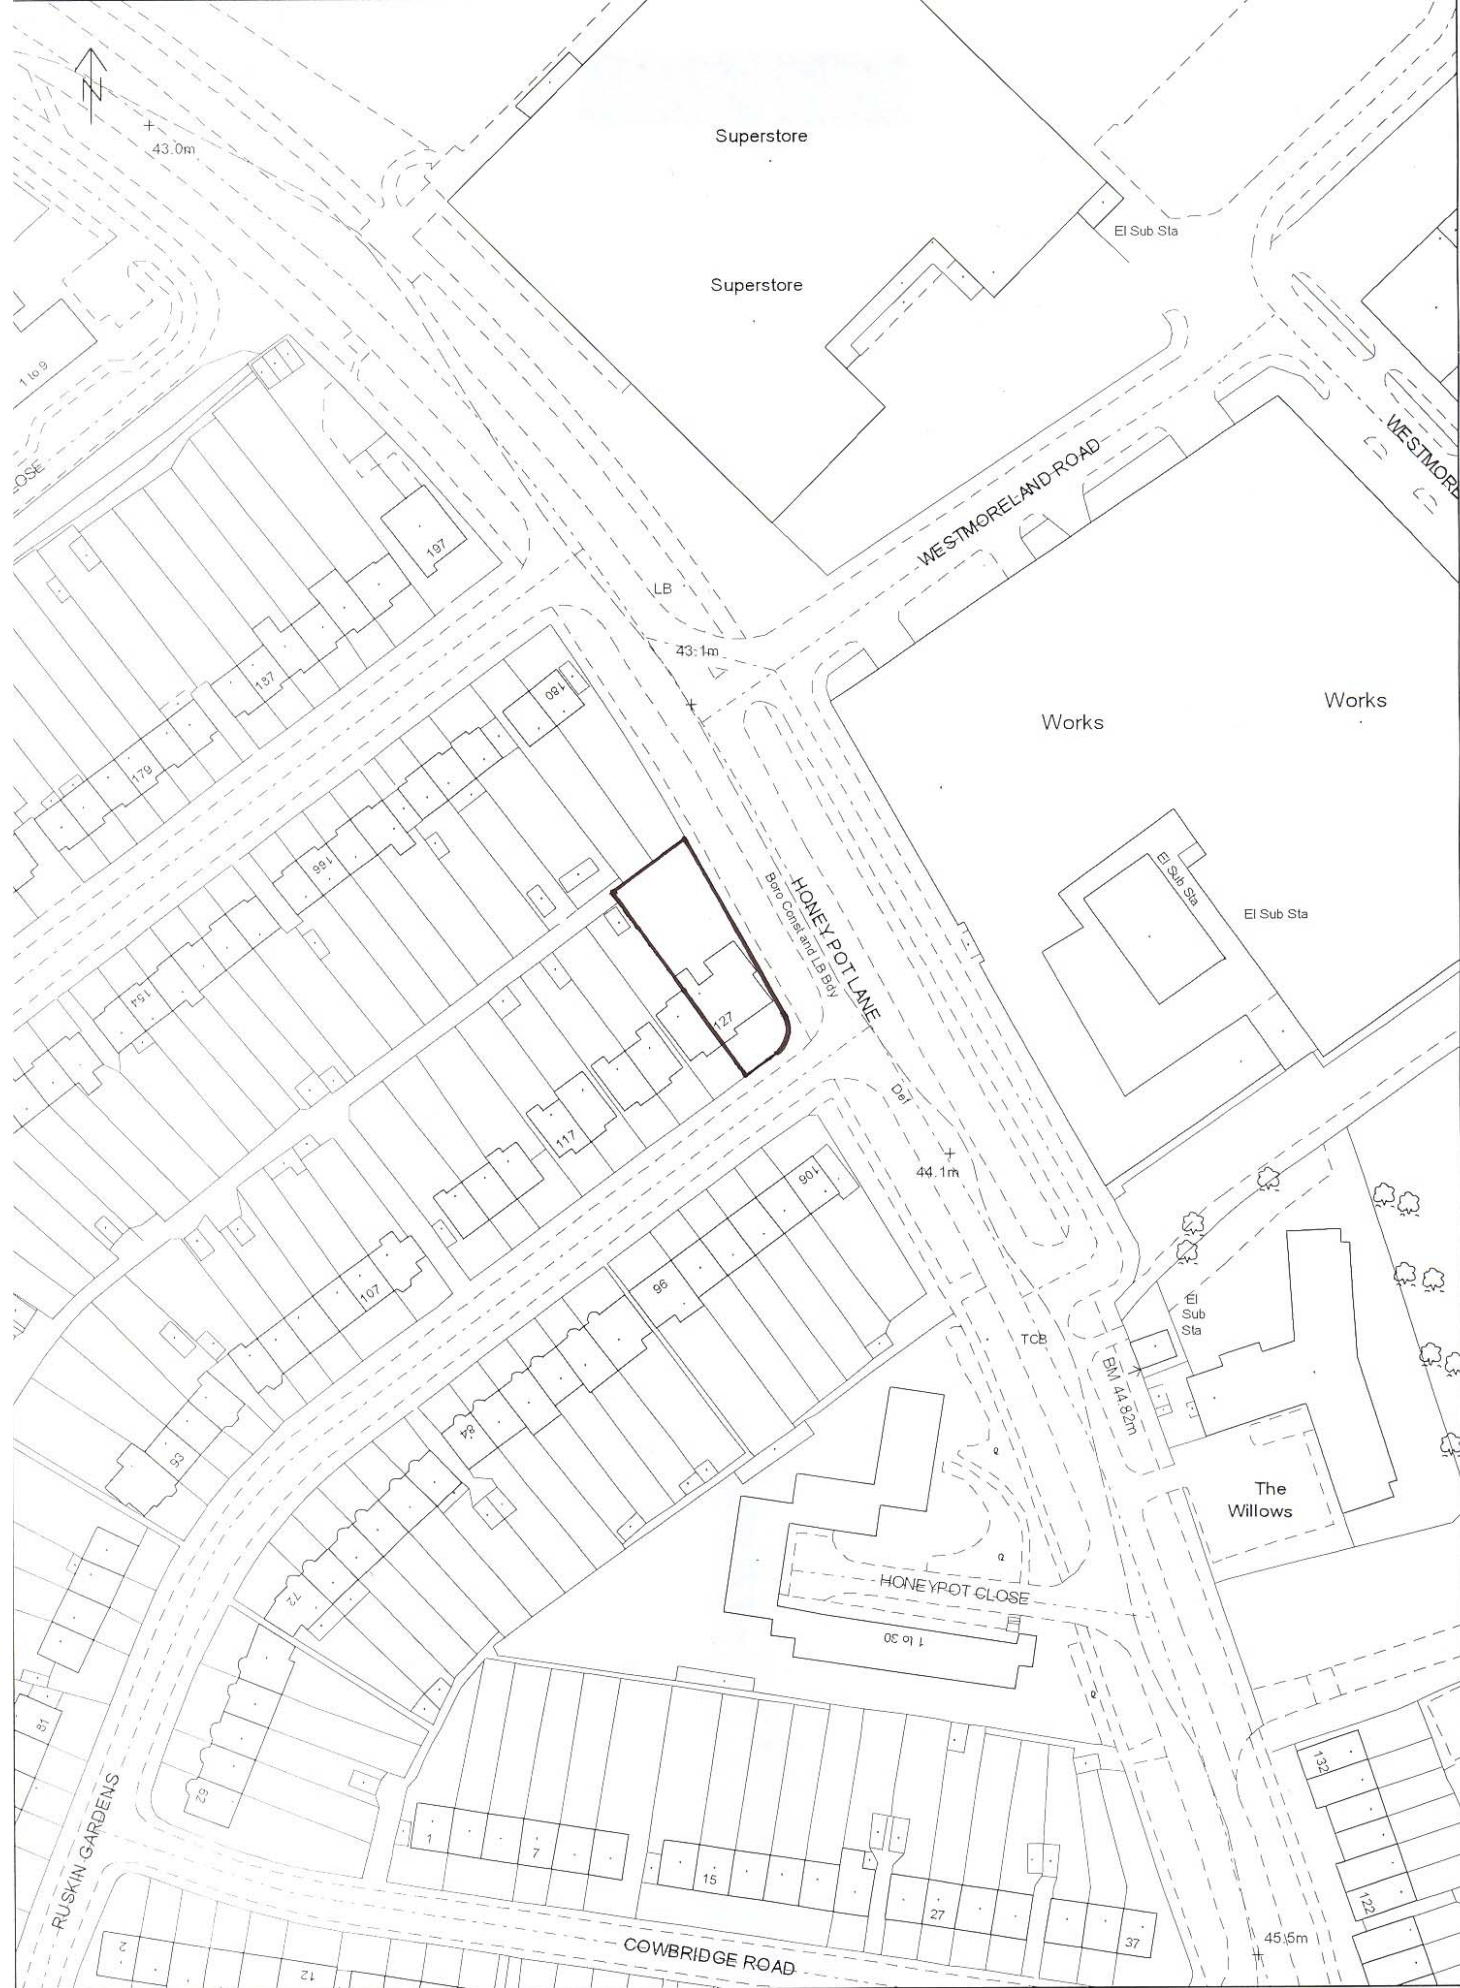 N
43.0m
Superstore
El Sub Sta
Superstore
1 to 9
WESTMORELAND ROAD
197
LB
43.1m
187
180
Works
Works
179
166
El Sub Sta
El Sub Sta
HONEY POT LANE
Boro Const and LB Bdy
154
127
Def
117
44.1m
106
107
96
El
Sub
Sta
TCB
BM 44.82m
84
93
The
Willows
72
HONEYPOT CLOSE
1 to 30
81
62
132
RUSKIN GARDENS
1
7
15
27
37
122
2
12
COWBRIDGE ROAD
45.5m